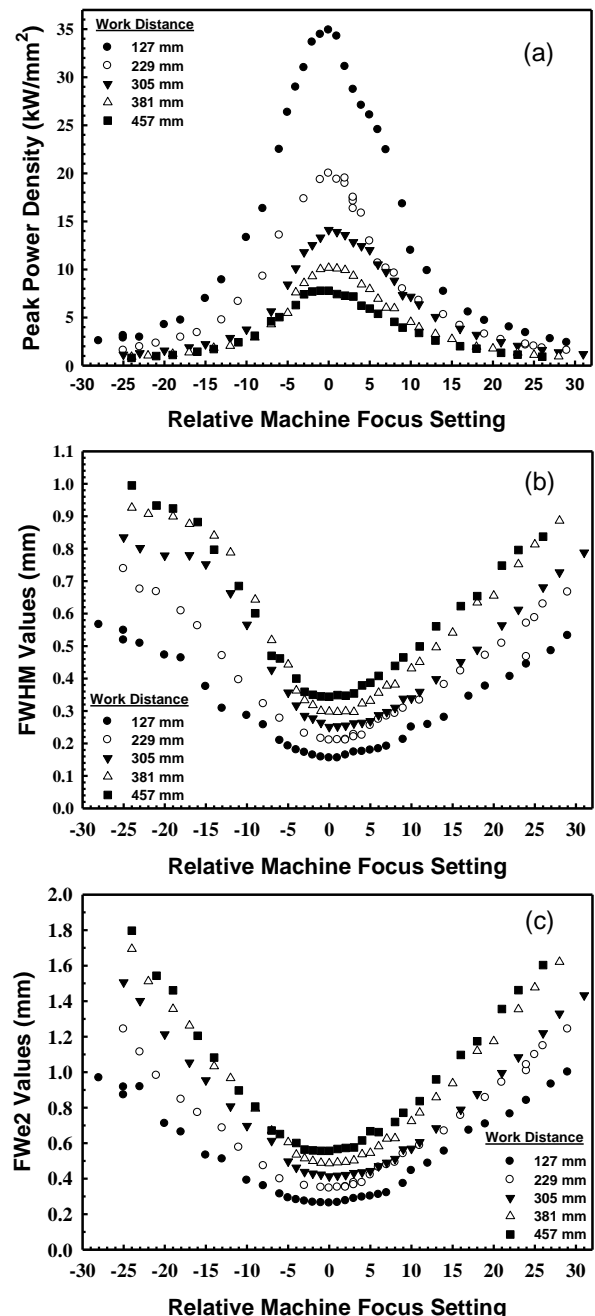 Work Distance
127 mm
229 mm
305 mm
381 mm
457 mm
(a)
35
30
25
20
15
10
5
0
Peak Power Density (kW/mm²)
-30 -25 -20 -15 -10 -5 0 5 10 15 20 25 30
Relative Machine Focus Setting
1.1
1.0
0.9
0.8
0.7
0.6
0.5
0.4
0.3
0.2
0.1
0.0
FWHM Values (mm)
(b)
Work Distance
127 mm
229 mm
305 mm
381 mm
457 mm
-30 -25 -20 -15 -10 -5 0 5 10 15 20 25 30
Relative Machine Focus Setting
2.0
1.8
1.6
1.4
1.2
1.0
0.8
0.6
0.4
0.2
0.0
FWe2 Values (mm)
(c)
Work Distance
127 mm
229 mm
305 mm
381 mm
457 mm
-30 -25 -20 -15 -10 -5 0 5 10 15 20 25 30
Relative Machine Focus Setting